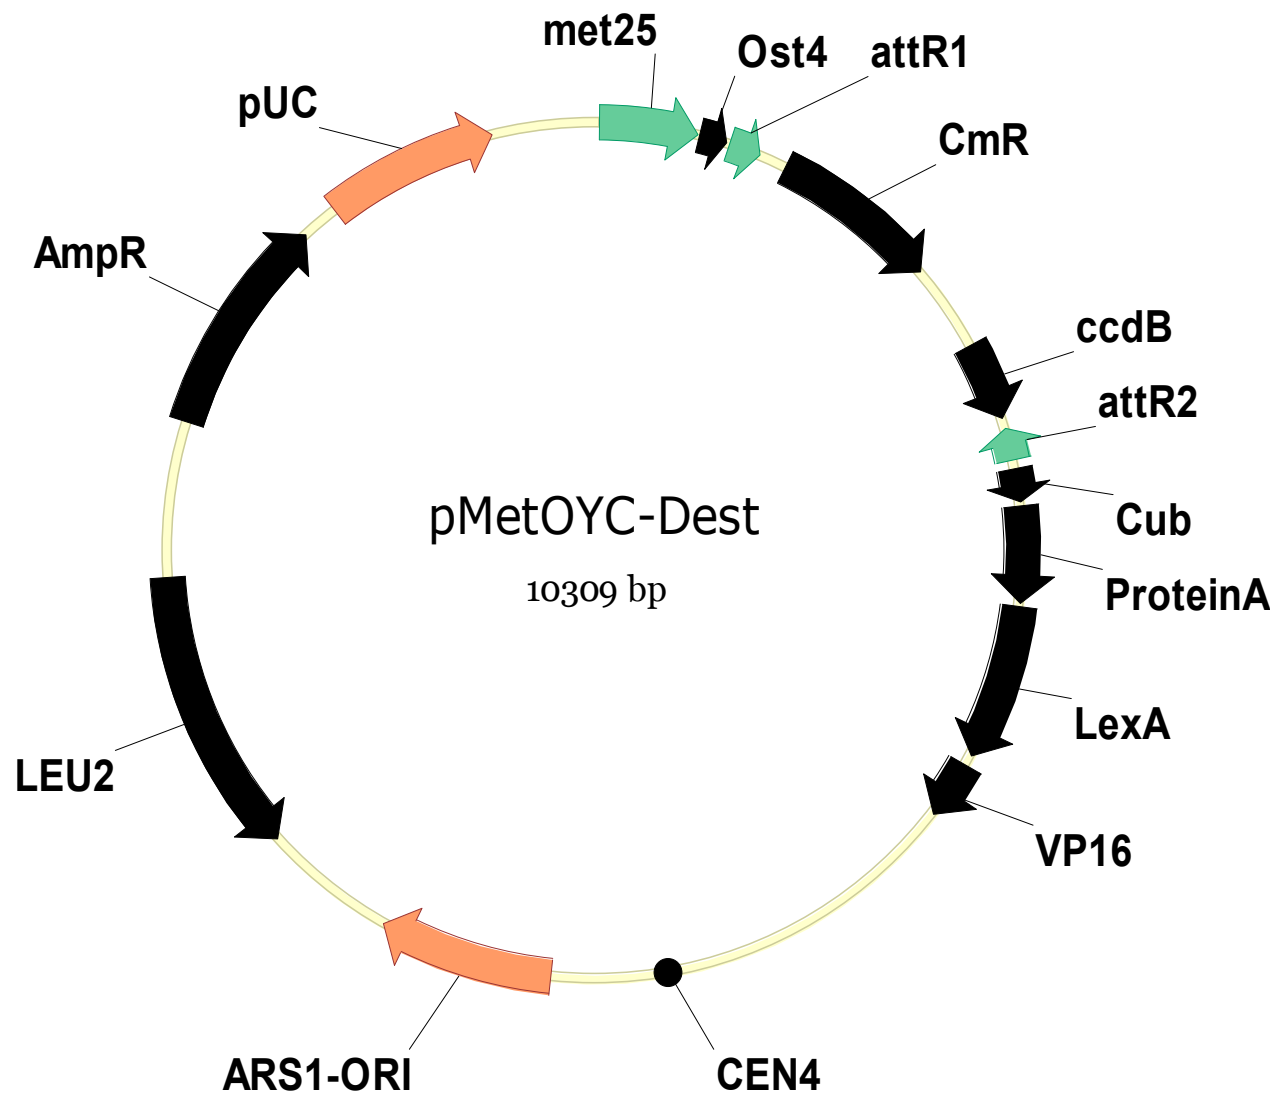 met25
Ost4
attR1
pUC
CmR
AmpR
ccdB
attR2
pMetOYC-Dest
10309 bp
Cub
ProteinA
LexA
LEU2
VP16
ARS1-ORI
CEN4